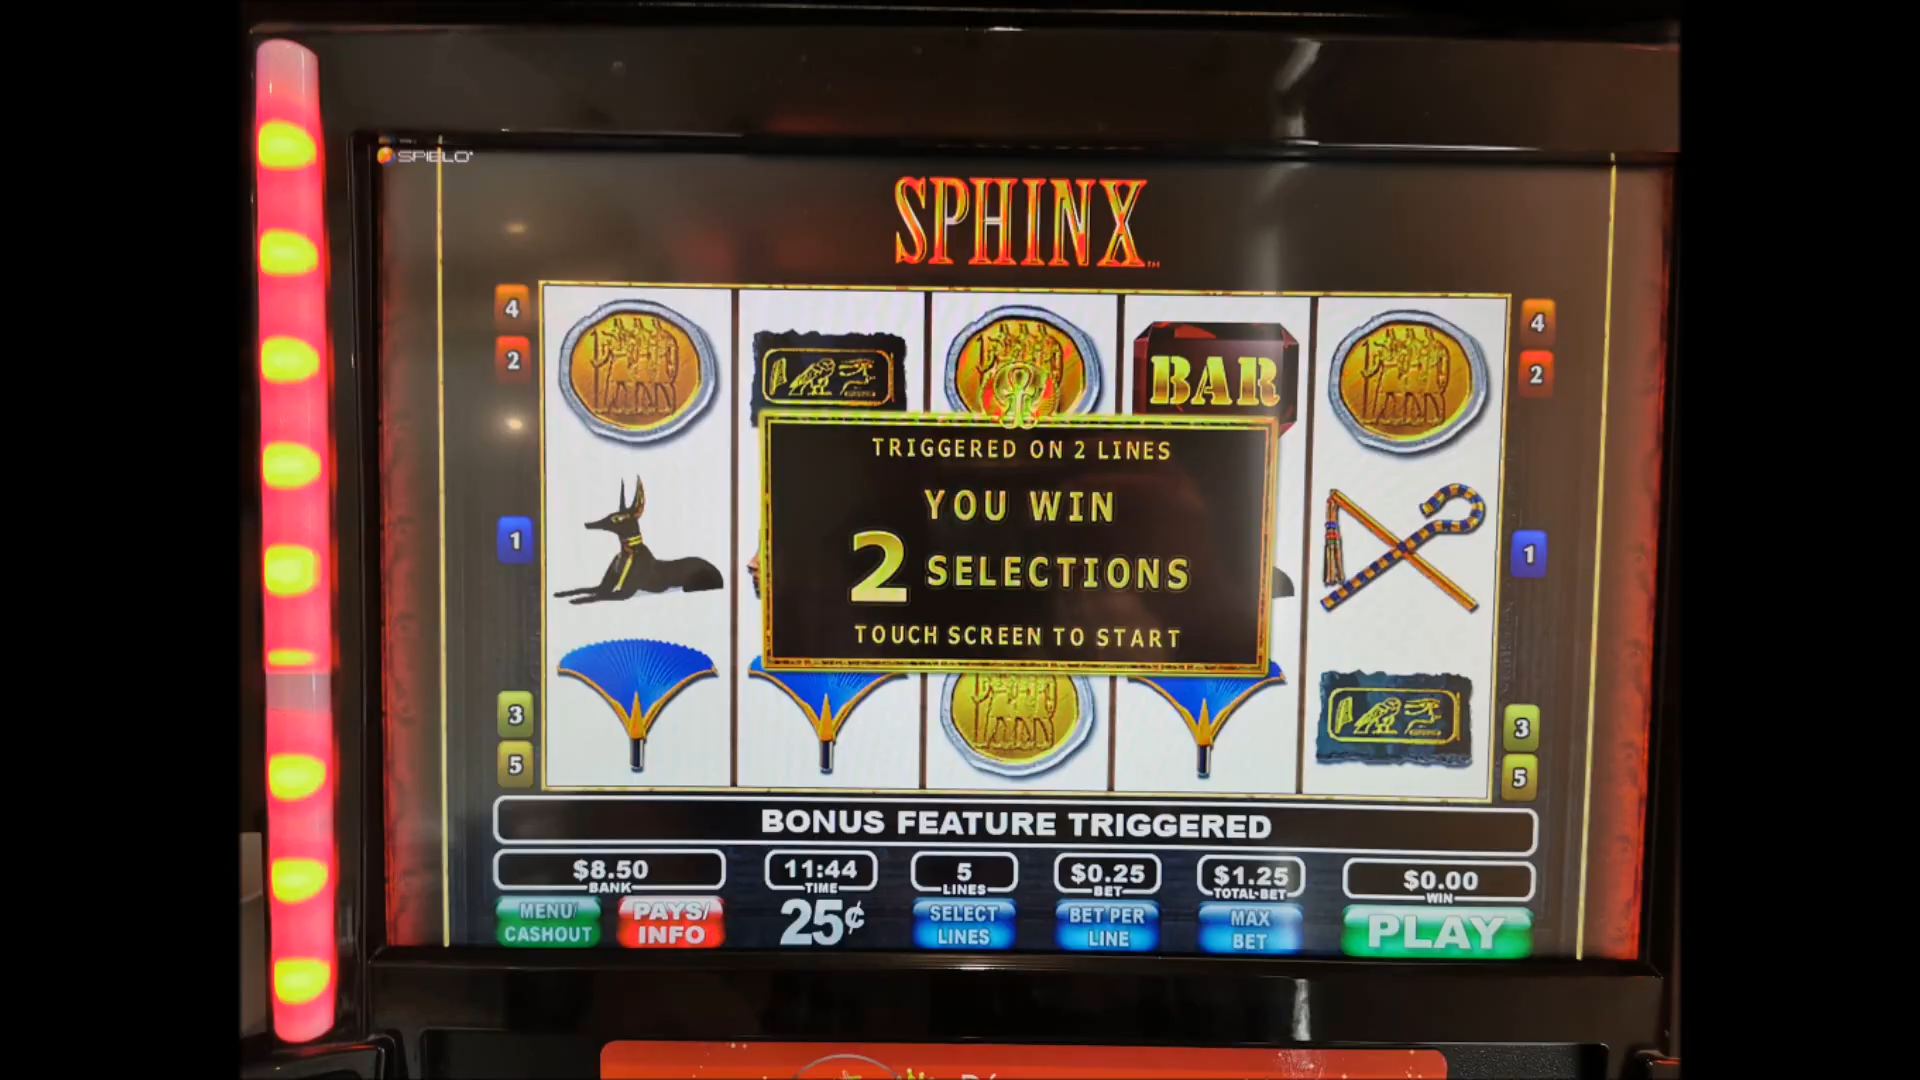 SPIELO
SPHINX™
4
4
2
2
BAR
TRIGGERED ON 2 LINES
YOU WIN
1
1
2 SELECTIONS
TOUCH SCREEN TO START
3
3
5
5
BONUS FEATURE TRIGGERED
$8.50
BANK
11:44
TIME
5
LINES
$0.25
BET
$1.25
TOTAL-BET
$0.00
WIN
MENU/
CASHOUT
PAYS/
INFO
25¢
SELECT
LINES
BET PER
LINE
MAX
BET
PLAY